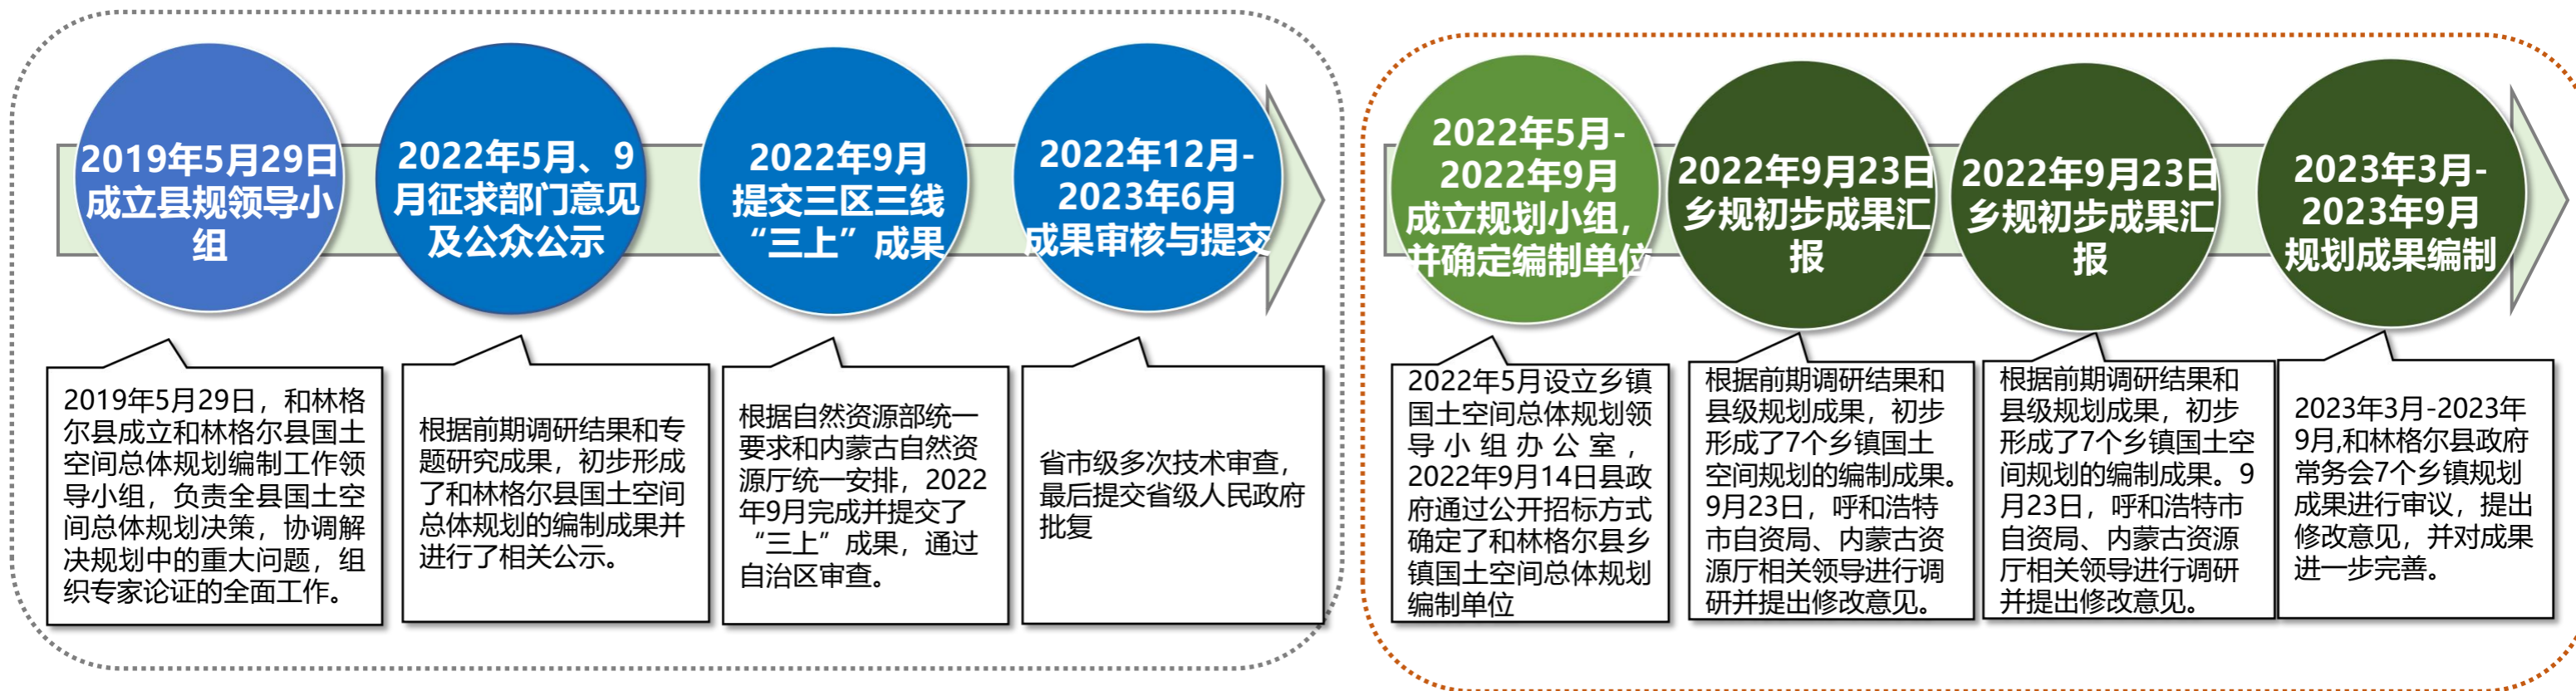 2019年5月29日
成立县规领导小
组
2022年5月、9
月征求部门意见
及公众公示
2022年9月
提交三区三线
“三上”成果
2022年12月-
2023年6月
成果审核与提交
2022年5月-
2022年9月
成立规划小组，
并确定编制单位
2022年9月23日
乡规初步成果汇
报
2022年9月23日
乡规初步成果汇
报
2023年3月-
2023年9月
规划成果编制
2019年5月29日，和林格
尔县成立和林格尔县国土
空间总体规划编制工作领
导小组，负责全县国土空
间总体规划决策，协调解
决规划中的重大问题，组
织专家论证的全面工作。
根据前期调研结果和专
题研究成果，初步形成
了和林格尔县国土空间
总体规划的编制成果并
进行了相关公示。
根据自然资源部统一
要求和内蒙古自然资
源厅统一安排，2022
年9月完成并提交了
“三上”成果，通过
自治区审查。
省市级多次技术审查，
最后提交省级人民政府
批复
2022年5月设立乡镇
国土空间总体规划领
导小组办公室，
2022年9月14日县政
府通过公开招标方式
确定了和林格尔县乡
镇国土空间总体规划
编制单位
根据前期调研结果和
县级规划成果，初步
形成了7个乡镇国土
空间规划的编制成果。
9月23日，呼和浩特
市自资局、内蒙古资
源厅相关领导进行调
研并提出修改意见。
根据前期调研结果和
县级规划成果，初步
形成了7个乡镇国土空
间规划的编制成果。9
月23日，呼和浩特市
自资局、内蒙古资源
厅相关领导进行调研
并提出修改意见。
2023年3月-2023年
9月,和林格尔县政府
常务会7个乡镇规划
成果进行审议，提出
修改意见，并对成果
进一步完善。